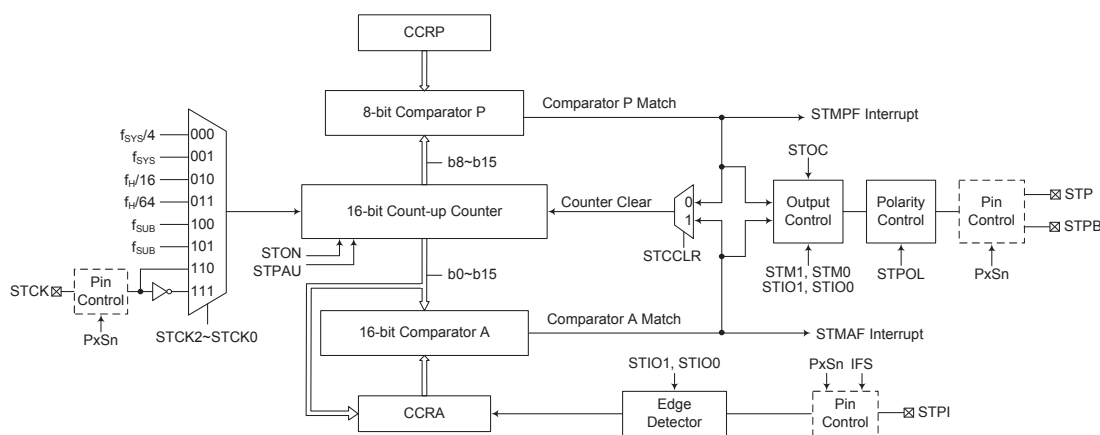 CCRP
8-bit Comparator P
Comparator P Match
STMPF Interrupt
b8~b15
STOC
fSYS/4
000
fSYS
001
fH/16
010
fH/64
011
fSUB
100
fSUB
101
110
111
16-bit Count-up Counter
Counter Clear
0
1
STCCLR
Output
Control
Polarity
Control
Pin
Control
STP
STPB
STON
STPAU
STM1, STM0
STIO1, STIO0
STPOL
PxSn
b0~b15
STCK
Pin
Control
PxSn
STCK2~STCK0
16-bit Comparator A
Comparator A Match
STMAF Interrupt
STIO1, STIO0
PxSn IFS
CCRA
Edge
Detector
Pin
Control
STPI